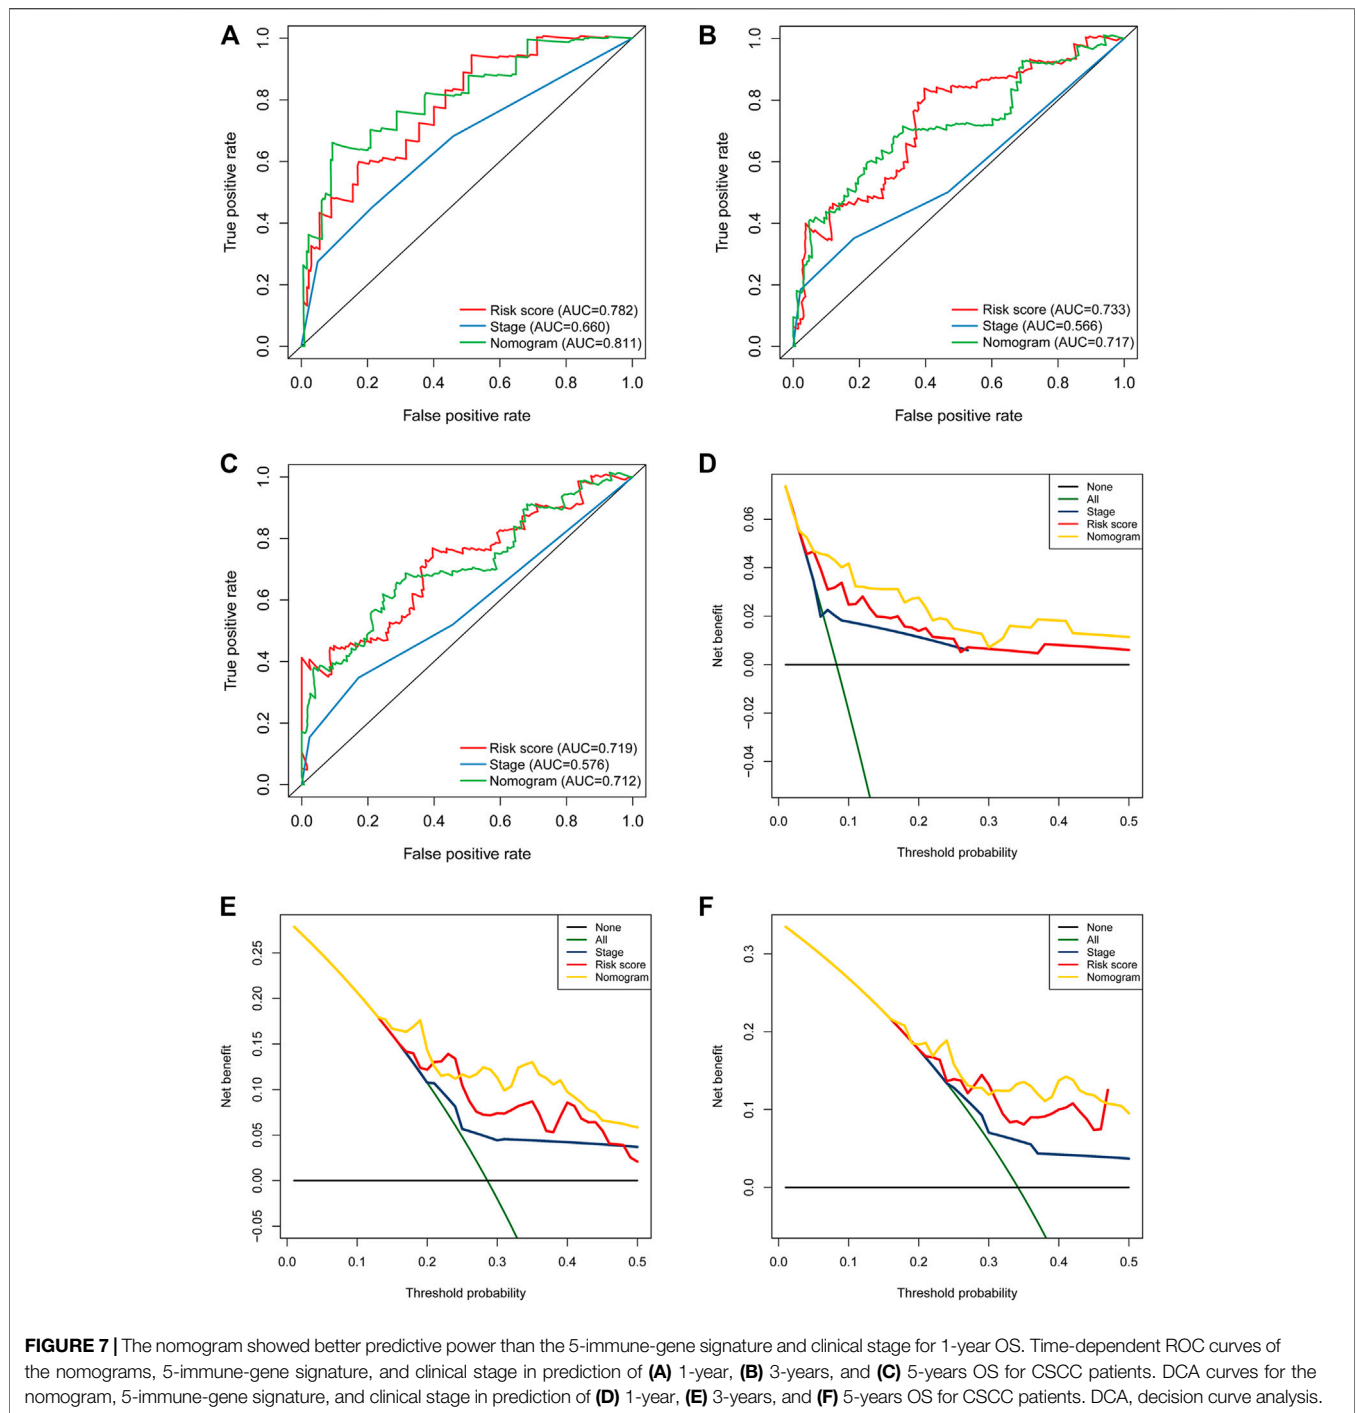 A
True positive rate
0.0 0.2 0.4 0.6 0.8 1.0
Risk score (AUC=0.782)
Stage (AUC=0.660)
Nomogram (AUC=0.811)
0.0 0.2 0.4 0.6 0.8 1.0
False positive rate
B
True positive rate
0.0 0.2 0.4 0.6 0.8 1.0
Risk score (AUC=0.733)
Stage (AUC=0.566)
Nomogram (AUC=0.717)
0.0 0.2 0.4 0.6 0.8 1.0
False positive rate
C
True positive rate
0.0 0.2 0.4 0.6 0.8 1.0
Risk score (AUC=0.719)
Stage (AUC=0.576)
Nomogram (AUC=0.712)
0.0 0.2 0.4 0.6 0.8 1.0
False positive rate
D
Net benefit
−0.04 −0.02 0.00 0.02 0.04 0.06
None
All
Stage
Risk score
Nomogram
0.0 0.1 0.2 0.3 0.4 0.5
Threshold probability
E
Net benefit
−0.05 0.00 0.05 0.10 0.15 0.20 0.25
None
All
Stage
Risk score
Nomogram
0.0 0.1 0.2 0.3 0.4 0.5
Threshold probability
F
Net benefit
0.0 0.1 0.2 0.3
None
All
Stage
Risk score
Nomogram
0.0 0.1 0.2 0.3 0.4 0.5
Threshold probability
FIGURE 7 | The nomogram showed better predictive power than the 5-immune-gene signature and clinical stage for 1-year OS. Time-dependent ROC curves of
the nomograms, 5-immune-gene signature, and clinical stage in prediction of (A) 1-year, (B) 3-years, and (C) 5-years OS for CSCC patients. DCA curves for the
nomogram, 5-immune-gene signature, and clinical stage in prediction of (D) 1-year, (E) 3-years, and (F) 5-years OS for CSCC patients. DCA, decision curve analysis.